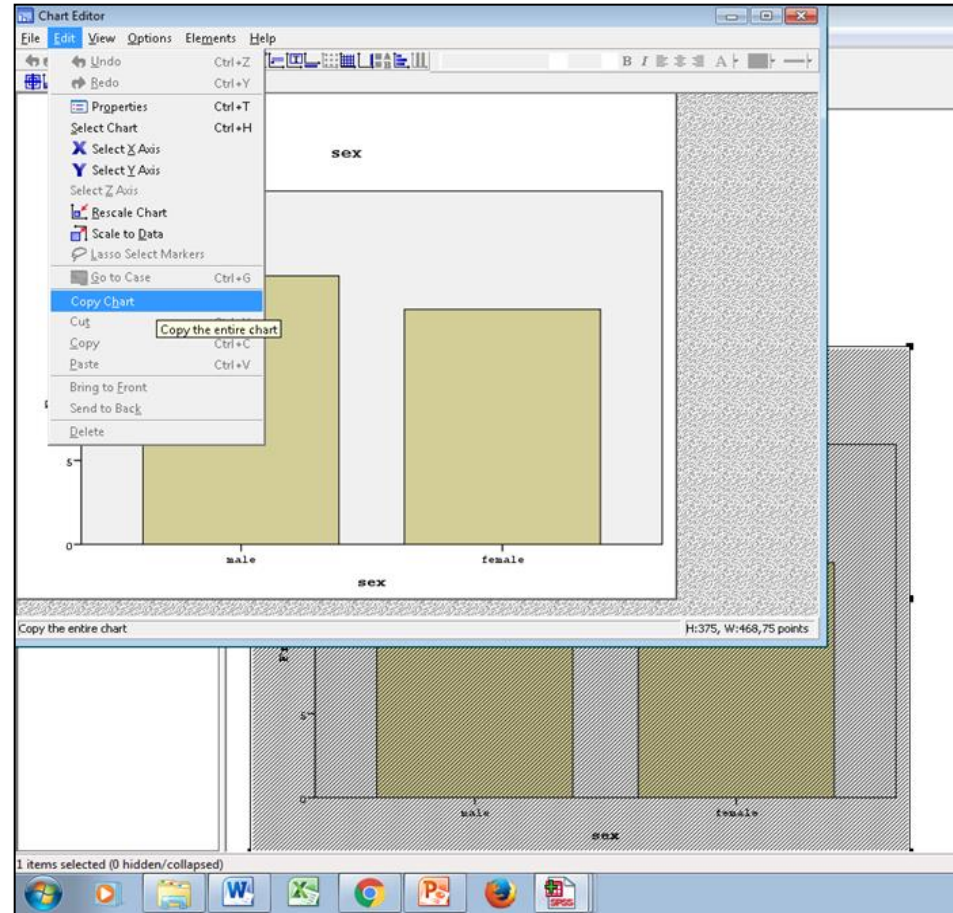 Chart Editor
File Edit View Options Elements Help
Undo Ctrl+Z
Redo Ctrl+Y
B I A
Properties Ctrl+T
Select Chart Ctrl+H
X Select X Axis
Y Select Y Axis
Select Z Axis
Rescale Chart
Scale to Data
Lasso Select Markers
Go to Case Ctrl+G
Copy Chart
Cut
Copy the entire chart
Copy Ctrl+C
Paste Ctrl+V
Bring to Front
Send to Back
Delete
sex
5
0
male female
sex
Copy the entire chart H:375, W:468,75 points
5
0
male female
sex
1 items selected (0 hidden/collapsed)
SPSS